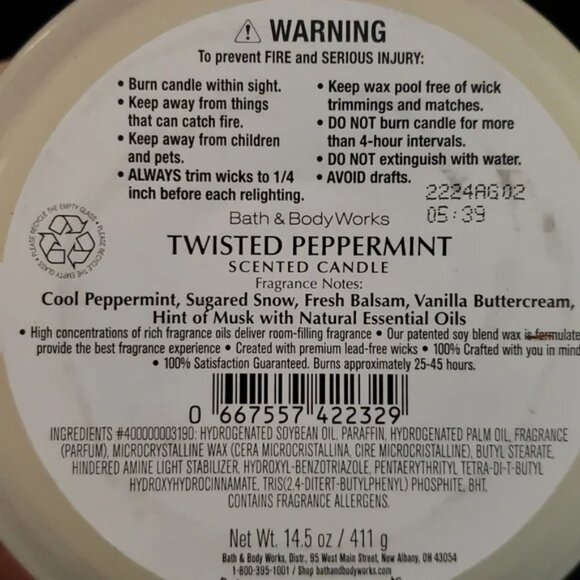 ⚠ WARNING
To prevent FIRE and SERIOUS INJURY:
• Burn candle within sight.
• Keep away from things
that can catch fire.
• Keep away from children
and pets.
• ALWAYS trim wicks to 1/4
inch before each relighting.
• Keep wax pool free of wick
trimmings and matches.
• DO NOT burn candle for more
than 4-hour intervals.
• DO NOT extinguish with water.
• AVOID drafts.
2224AG02
05:39
• PLEASE RECYCLE THE EMPTY GLASS • PLEASE RECYCLE THE EMPTY GLASS
Bath & Body Works
TWISTED PEPPERMINT
SCENTED CANDLE
Fragrance Notes:
Cool Peppermint, Sugared Snow, Fresh Balsam, Vanilla Buttercream,
Hint of Musk with Natural Essential Oils
• High concentrations of rich fragrance oils deliver room-filling fragrance • Our patented soy blend wax is formulate
provide the best fragrance experience • Created with premium lead-free wicks • 100% Crafted with you in mind
• 100% Satisfaction Guaranteed. Burns approximately 25-45 hours.
0 667557 422329
INGREDIENTS #400000003190: HYDROGENATED SOYBEAN OIL, PARAFFIN, HYDROGENATED PALM OIL, FRAGRANCE
(PARFUM), MICROCRYSTALLINE WAX (CERA MICROCRISTALLINA, CIRE MICROCRISTALLINE), BUTYL STEARATE,
HINDERED AMINE LIGHT STABILIZER, HYDROXYL-BENZOTRIAZOLE, PENTAERYTHRITYL TETRA-DI-T-BUTYL
HYDROXYHYDROCINNAMATE, TRIS(2,4-DITERT-BUTYLPHENYL) PHOSPHITE, BHT.
CONTAINS FRAGRANCE ALLERGENS.
Net Wt. 14.5 oz / 411 g
Bath & Body Works, Distr., 95 West Main Street, New Albany, OH 43054
1-800-395-1001 / Shop bathandbodyworks.com